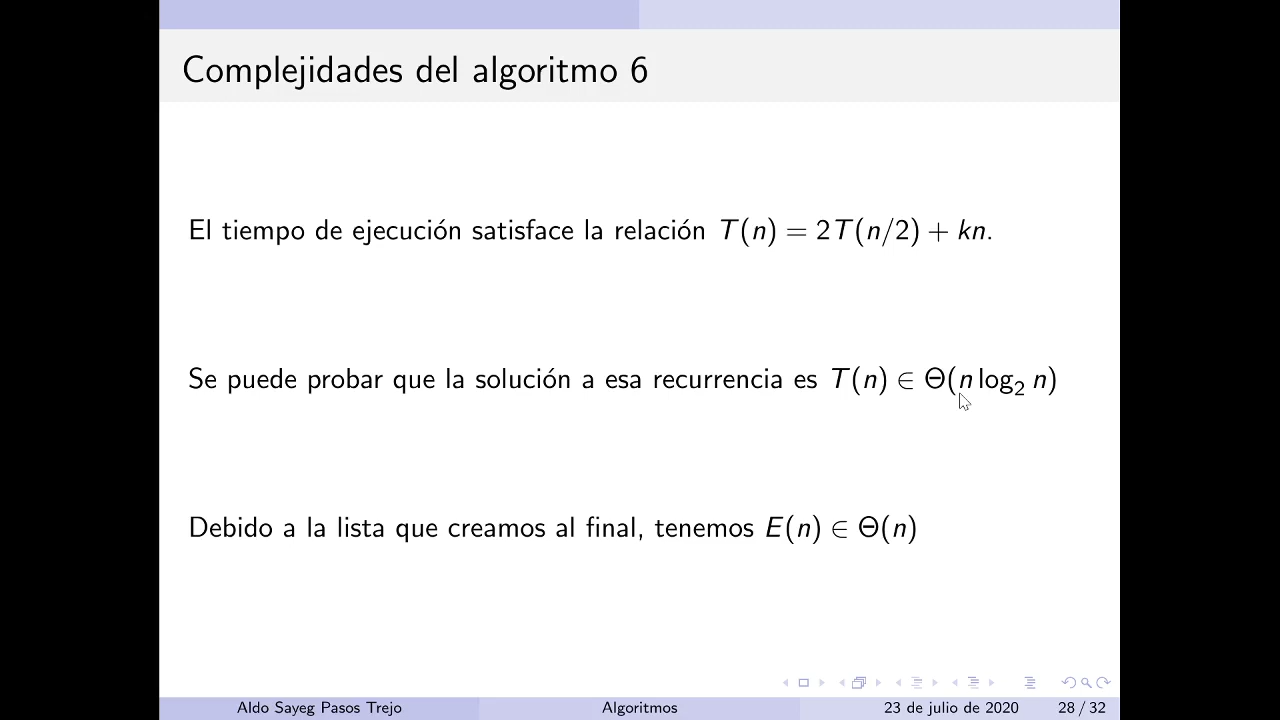 Complejidades del algoritmo 6
El tiempo de ejecución satisface la relación T(n) = 2T(n/2) + kn.
Se puede probar que la solución a esa recurrencia es T(n) ∈ Θ(n log₂ n)
Debido a la lista que creamos al final, tenemos E(n) ∈ Θ(n)
Aldo Sayeg Pasos Trejo Algoritmos 23 de julio de 2020 28 / 32